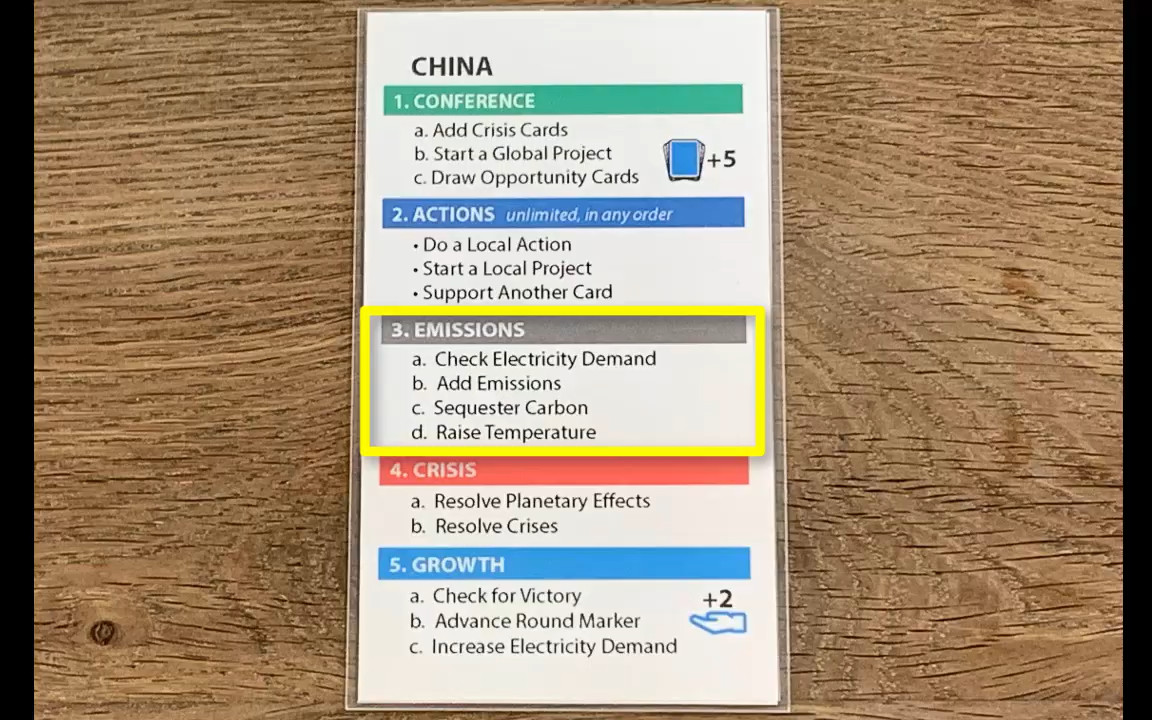 CHINA
1. CONFERENCE
a. Add Crisis Cards
b. Start a Global Project
c. Draw Opportunity Cards
+5
2. ACTIONS unlimited, in any order
• Do a Local Action
• Start a Local Project
• Support Another Card
3. EMISSIONS
a. Check Electricity Demand
b. Add Emissions
c. Sequester Carbon
d. Raise Temperature
4. CRISIS
a. Resolve Planetary Effects
b. Resolve Crises
5. GROWTH
a. Check for Victory
b. Advance Round Marker
c. Increase Electricity Demand
+2